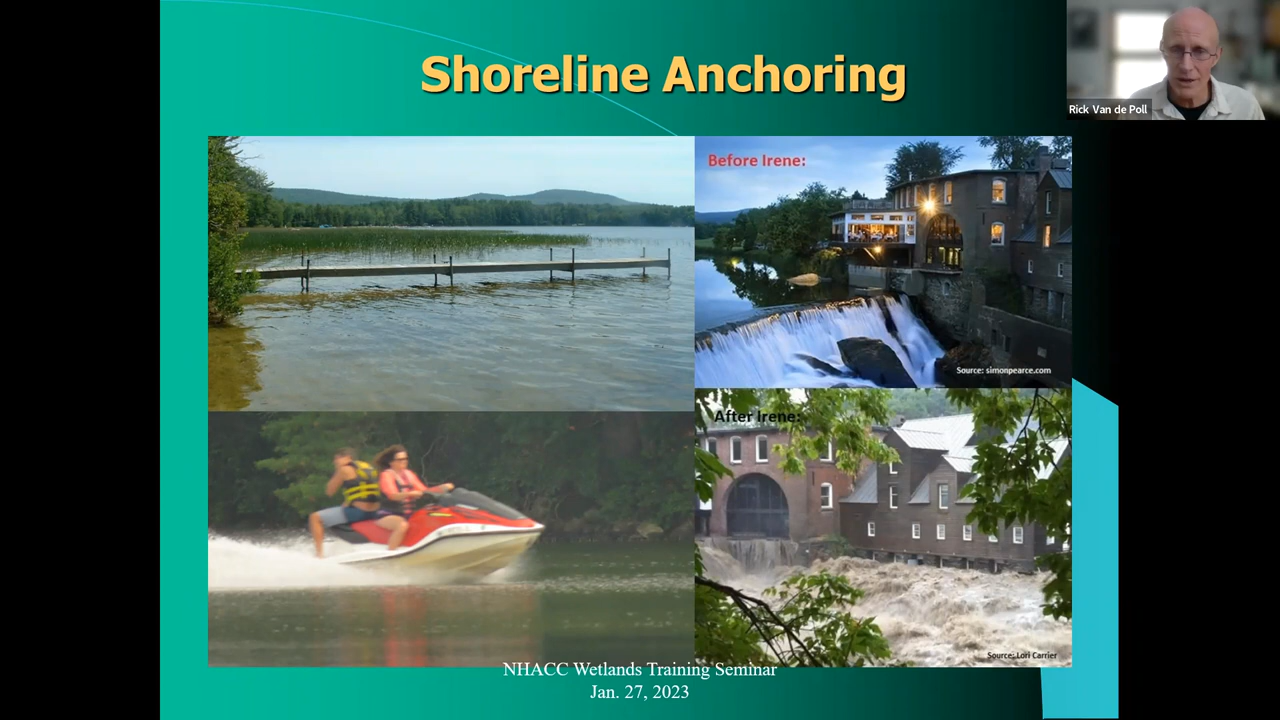 Shoreline Anchoring
Rick Van de Poll
Before Irene:
Source: simonpearce.com
After Irene:
Source: Lori Carrier
NHACC Wetlands Training Seminar
Jan. 27, 2023